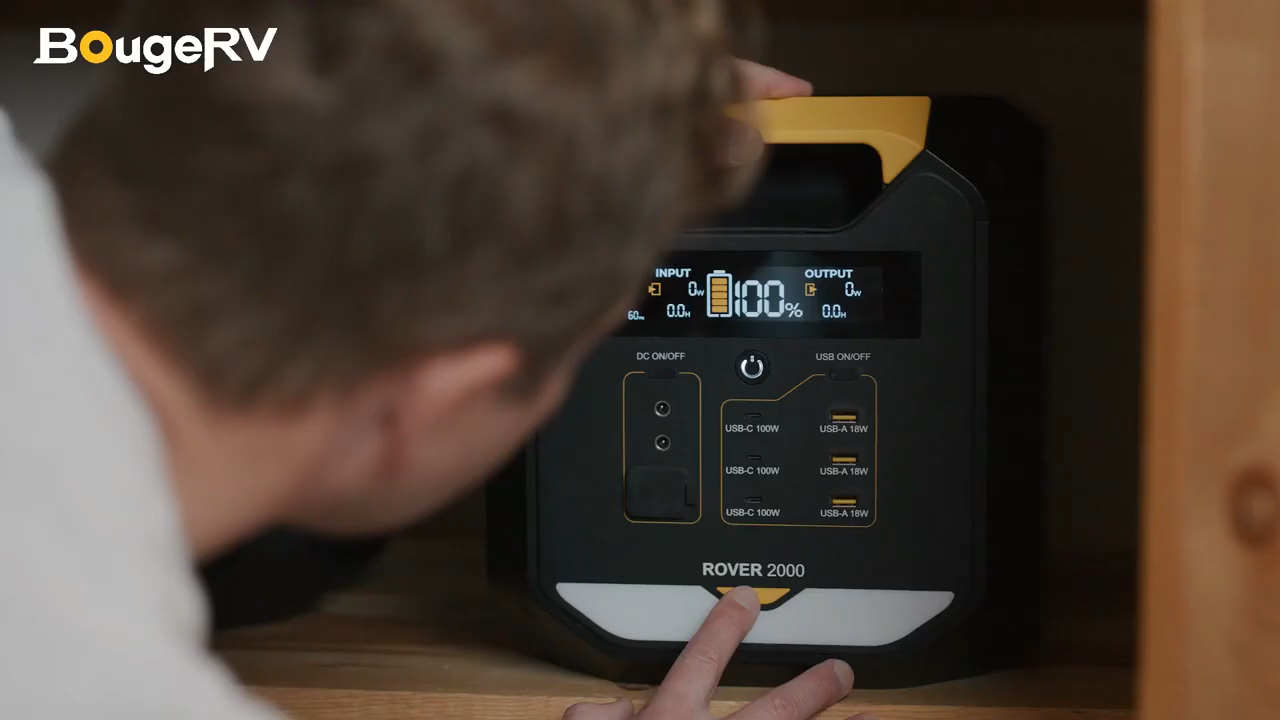 BougeRV
INPUT
OUTPUT
0W
100%
0W
60Hz
0.0H
0.0H
DC ON/OFF
USB ON/OFF
USB-C 100W
USB-A 18W
USB-C 100W
USB-A 18W
USB-C 100W
USB-A 18W
ROVER 2000